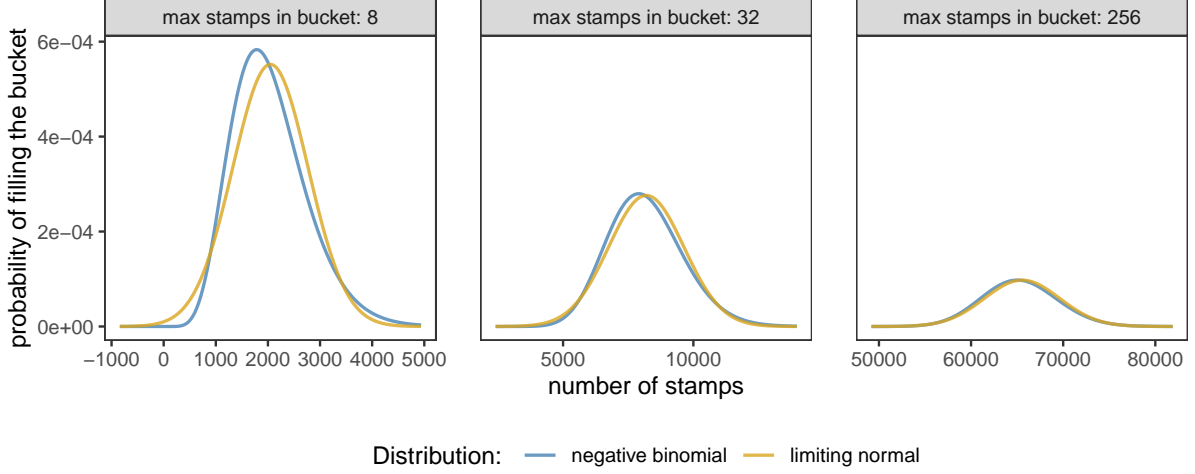 max stamps in bucket: 8
max stamps in bucket: 32
max stamps in bucket: 256
probability of filling the bucket
6e−04
4e−04
2e−04
0e+00
−1000 0 1000 2000 3000 4000 5000
5000 10000
50000 60000 70000 80000
number of stamps
Distribution: negative binomial limiting normal